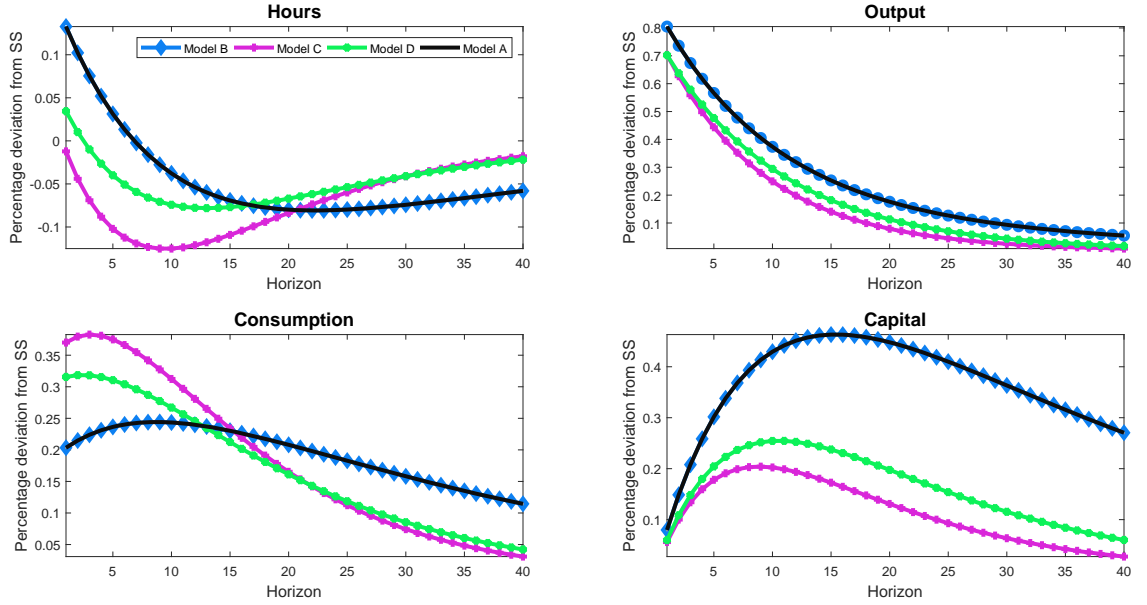 Hours
Percentage deviation from SS
0.1
0.05
0
-0.05
-0.1
Model B Model C Model D Model A
5 10 15 20 25 30 35 40
Horizon
Output
Percentage deviation from SS
0.8
0.7
0.6
0.5
0.4
0.3
0.2
0.1
5 10 15 20 25 30 35 40
Horizon
Consumption
Percentage deviation from SS
0.35
0.3
0.25
0.2
0.15
0.1
0.05
5 10 15 20 25 30 35 40
Horizon
Capital
Percentage deviation from SS
0.4
0.3
0.2
0.1
5 10 15 20 25 30 35 40
Horizon